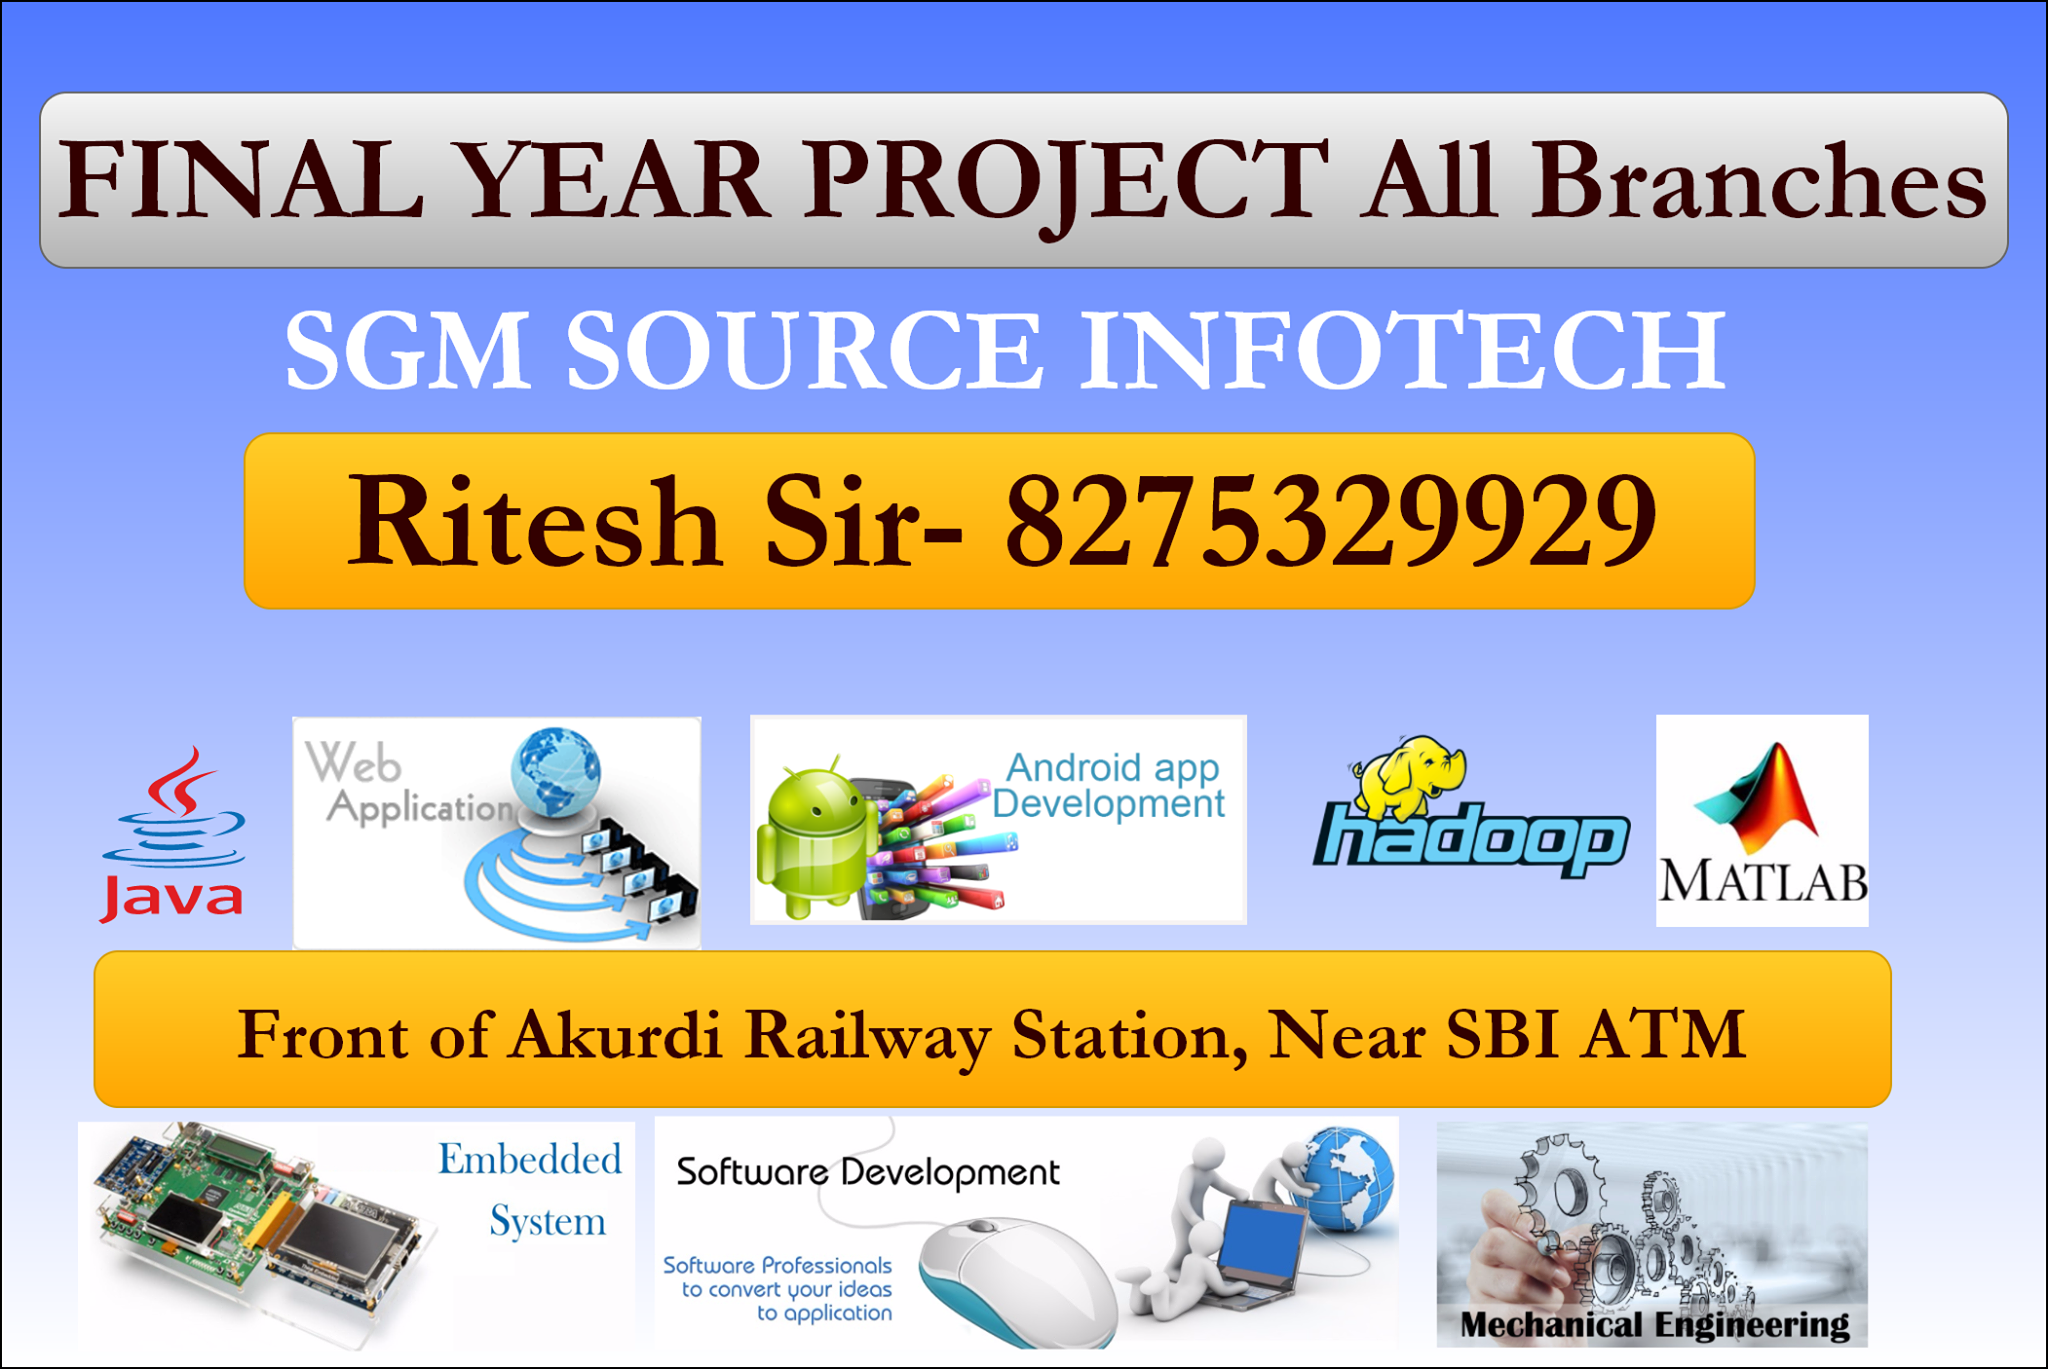 FINAL YEAR PROJECT All Branches
SGM SOURCE INFOTECH
Ritesh Sir- 8275329929
Java
Web
Application
Android app
Development
hadoop
MATLAB
Front of Akurdi Railway Station, Near SBI ATM
Embedded
System
Software Development
Software Professionals
to convert your ideas
to application
Mechanical Engineering